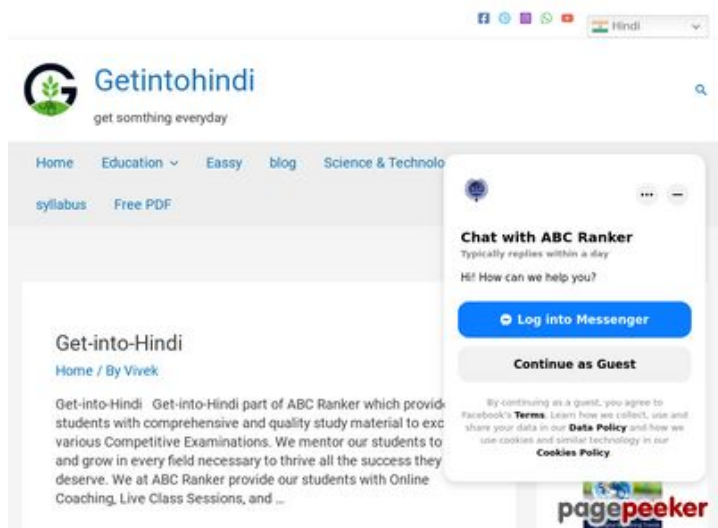 Hindi
Getintohindi
get somthing everyday
Home Education Eassy blog Science & Technolo
syllabus Free PDF
Chat with ABC Ranker
Typically replies within a day
Hi! How can we help you?
Log into Messenger
Continue as Guest
By continuing as a guest, you agree to
Facebook's Terms. Learn how we collect, use and
share your data in our Data Policy and how we
use cookies and similar technology in our
Cookies Policy.
Get-into-Hindi
Home / By Vivek
Get-into-Hindi Get-into-Hindi part of ABC Ranker which provide
students with comprehensive and quality study material to exc
various Competitive Examinations. We mentor our students to
and grow in every field necessary to thrive all the success they
deserve. We at ABC Ranker provide our students with Online
Coaching, Live Class Sessions, and ...
pagepeeker